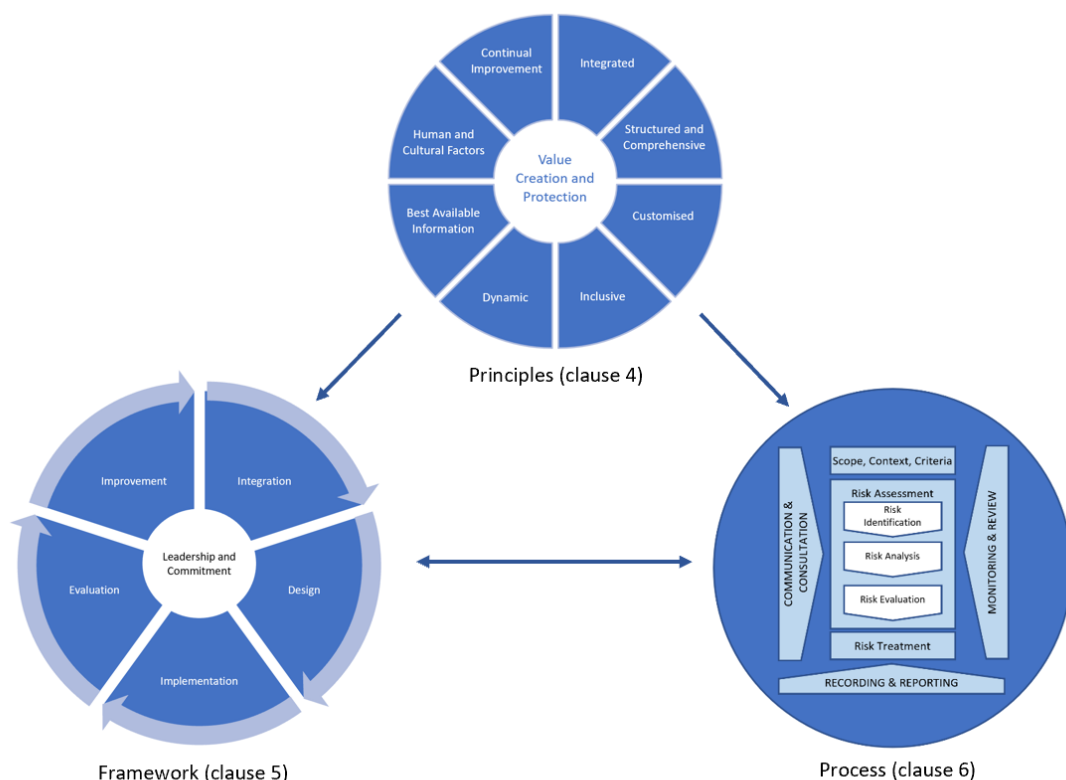 Continual
Improvement
Integrated
Structured and
Comprehensive
Customised
Inclusive
Dynamic
Best Available
Information
Human and
Cultural Factors
Value
Creation and
Protection
Principles (clause 4)
Improvement
Integration
Design
Implementation
Evaluation
Leadership and
Commitment
Framework (clause 5)
COMMUNICATION &
CONSULTATION
Scope, Context, Criteria
Risk Assessment
Risk
Identification
Risk Analysis
Risk Evaluation
Risk Treatment
MONITORING & REVIEW
RECORDING & REPORTING
Process (clause 6)